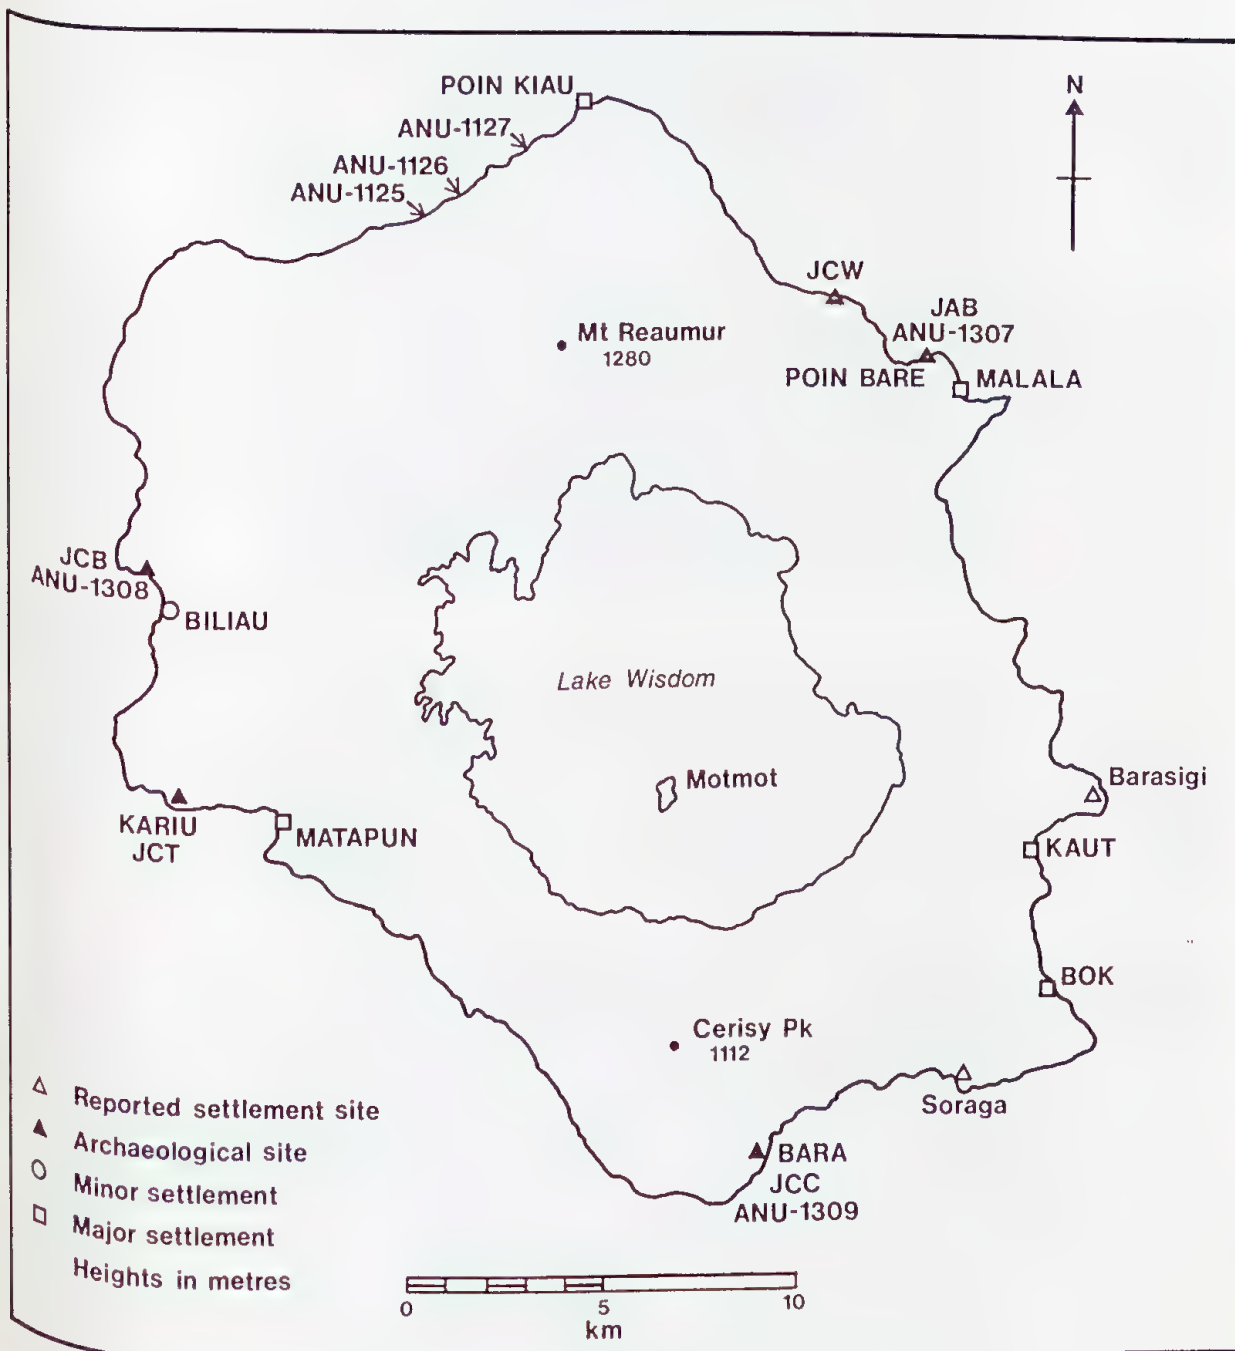 POIN KIAU
N
ANU-1127
ANU-1126
ANU-1125
JCW
JAB
ANU-1307
Mt Reaumur
1280
POIN BARE
MALALA
JCB
ANU-1308
BILIAU
Lake Wisdom
Motmot
Barasigi
KARIU
JCT
MATAPUN
KAUT
BOK
Cerisy Pk
1112
Soraga
BARA
JCC
ANU-1309
Reported settlement site
Archaeological site
Minor settlement
Major settlement
Heights in metres
0 5 10
km